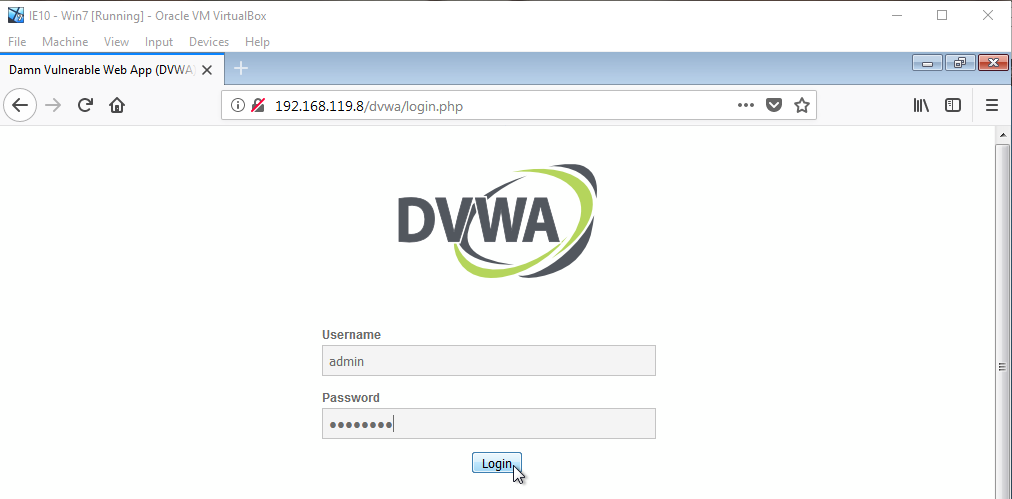 IE10 - Win7 [Running] - Oracle VM VirtualBox
File Machine View Input Devices Help
Damn Vulnerable Web App (DVWA)
192.168.119.8/dvwa/login.php
DVWA
Username
admin
Password
Login